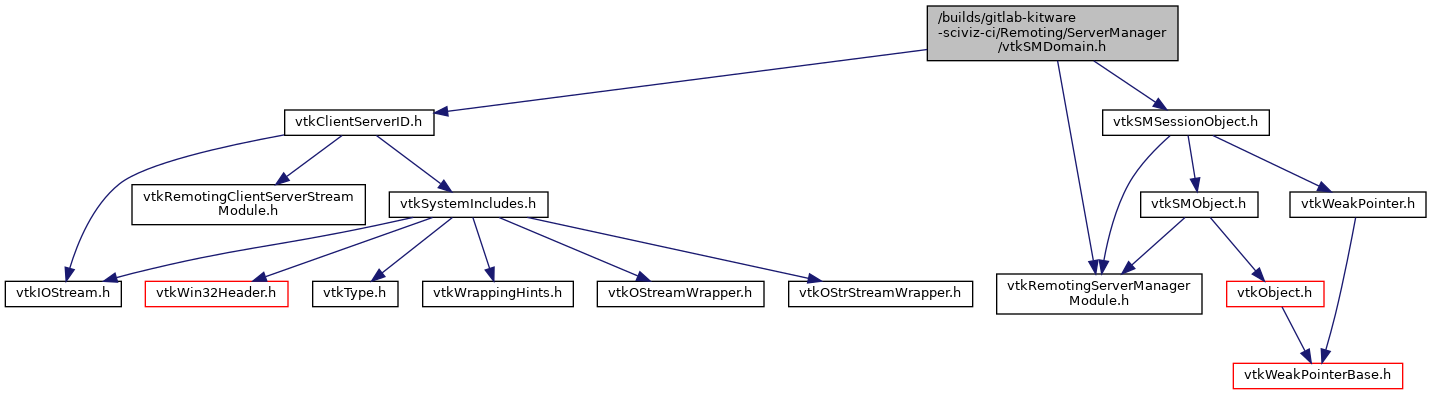 /builds/gitlab-kitware
-sciviz-ci/Remoting/ServerManager
/vtkSMDomain.h
vtkClientServerID.h
vtkSMSessionObject.h
vtkRemotingClientServerStream
Module.h
vtkSystemIncludes.h
vtkSMObject.h
vtkWeakPointer.h
vtkIOStream.h
vtkWin32Header.h
vtkType.h
vtkWrappingHints.h
vtkOStreamWrapper.h
vtkOStrStreamWrapper.h
vtkRemotingServerManager
Module.h
vtkObject.h
vtkWeakPointerBase.h